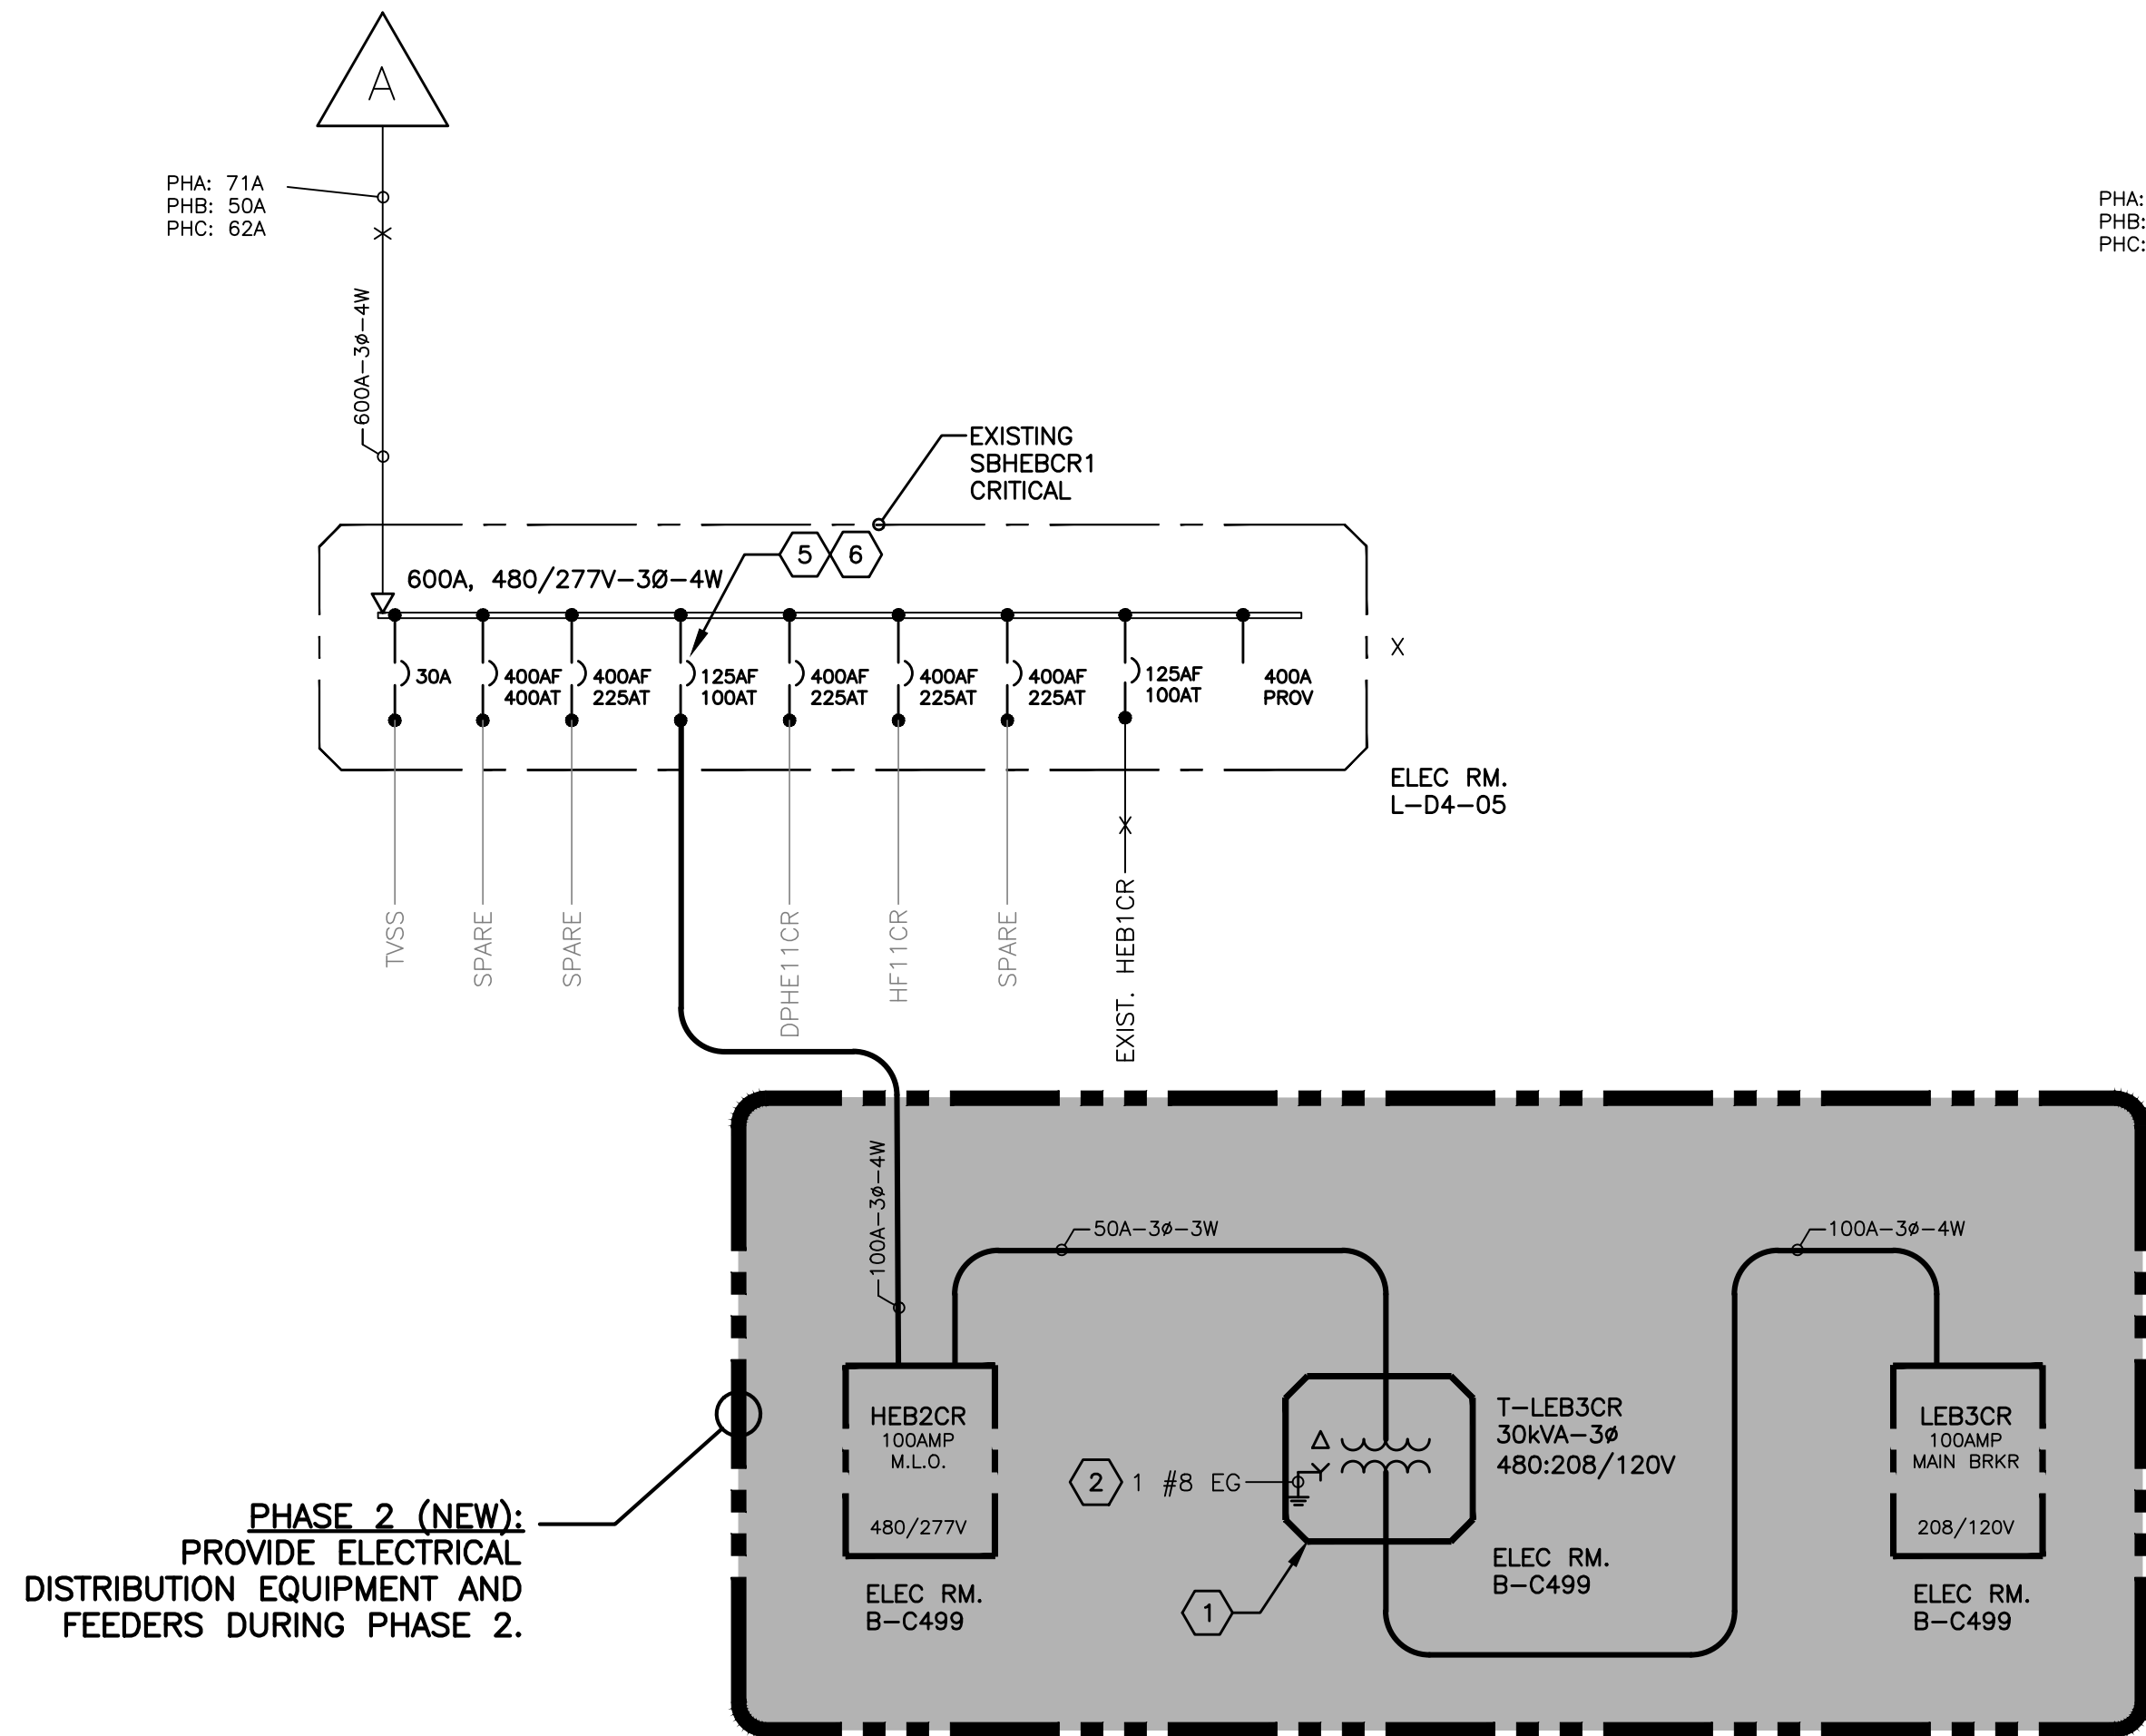 A
PHA: 71A
PHB: 50A
PHC: 62A
PHA:
PHB:
PHC:
600A-3ø-4W
EXISTING
SBHEBCR1
CRITICAL
5
6
600A, 480/277V-3Ø-4W
30A
400AF
400AT
400AF
225AT
125AF
100AT
400AF
225AT
400AF
225AT
400AF
225AT
125AF
100AT
400A
PROV
X
ELEC RM.
L-D4-05
TVSS
SPARE
SPARE
DPHE11CR
HF11CR
SPARE
EXIST. HEB1CR
100A-3ø-4W
50A-3ø-3W
100A-3ø-4W
HEB2CR
100AMP
M.L.O.
480/277V
ELEC RM.
B-C499
2
1 #8 EG
T-LEB3CR
30kVA-3ø
480:208/120V
ELEC RM.
B-C499
1
LEB3CR
100AMP
MAIN BRKR
208/120V
ELEC RM.
B-C499
PHASE 2 (NEW):
PROVIDE ELECTRICAL
DISTRIBUTION EQUIPMENT AND
FEEDERS DURING PHASE 2.